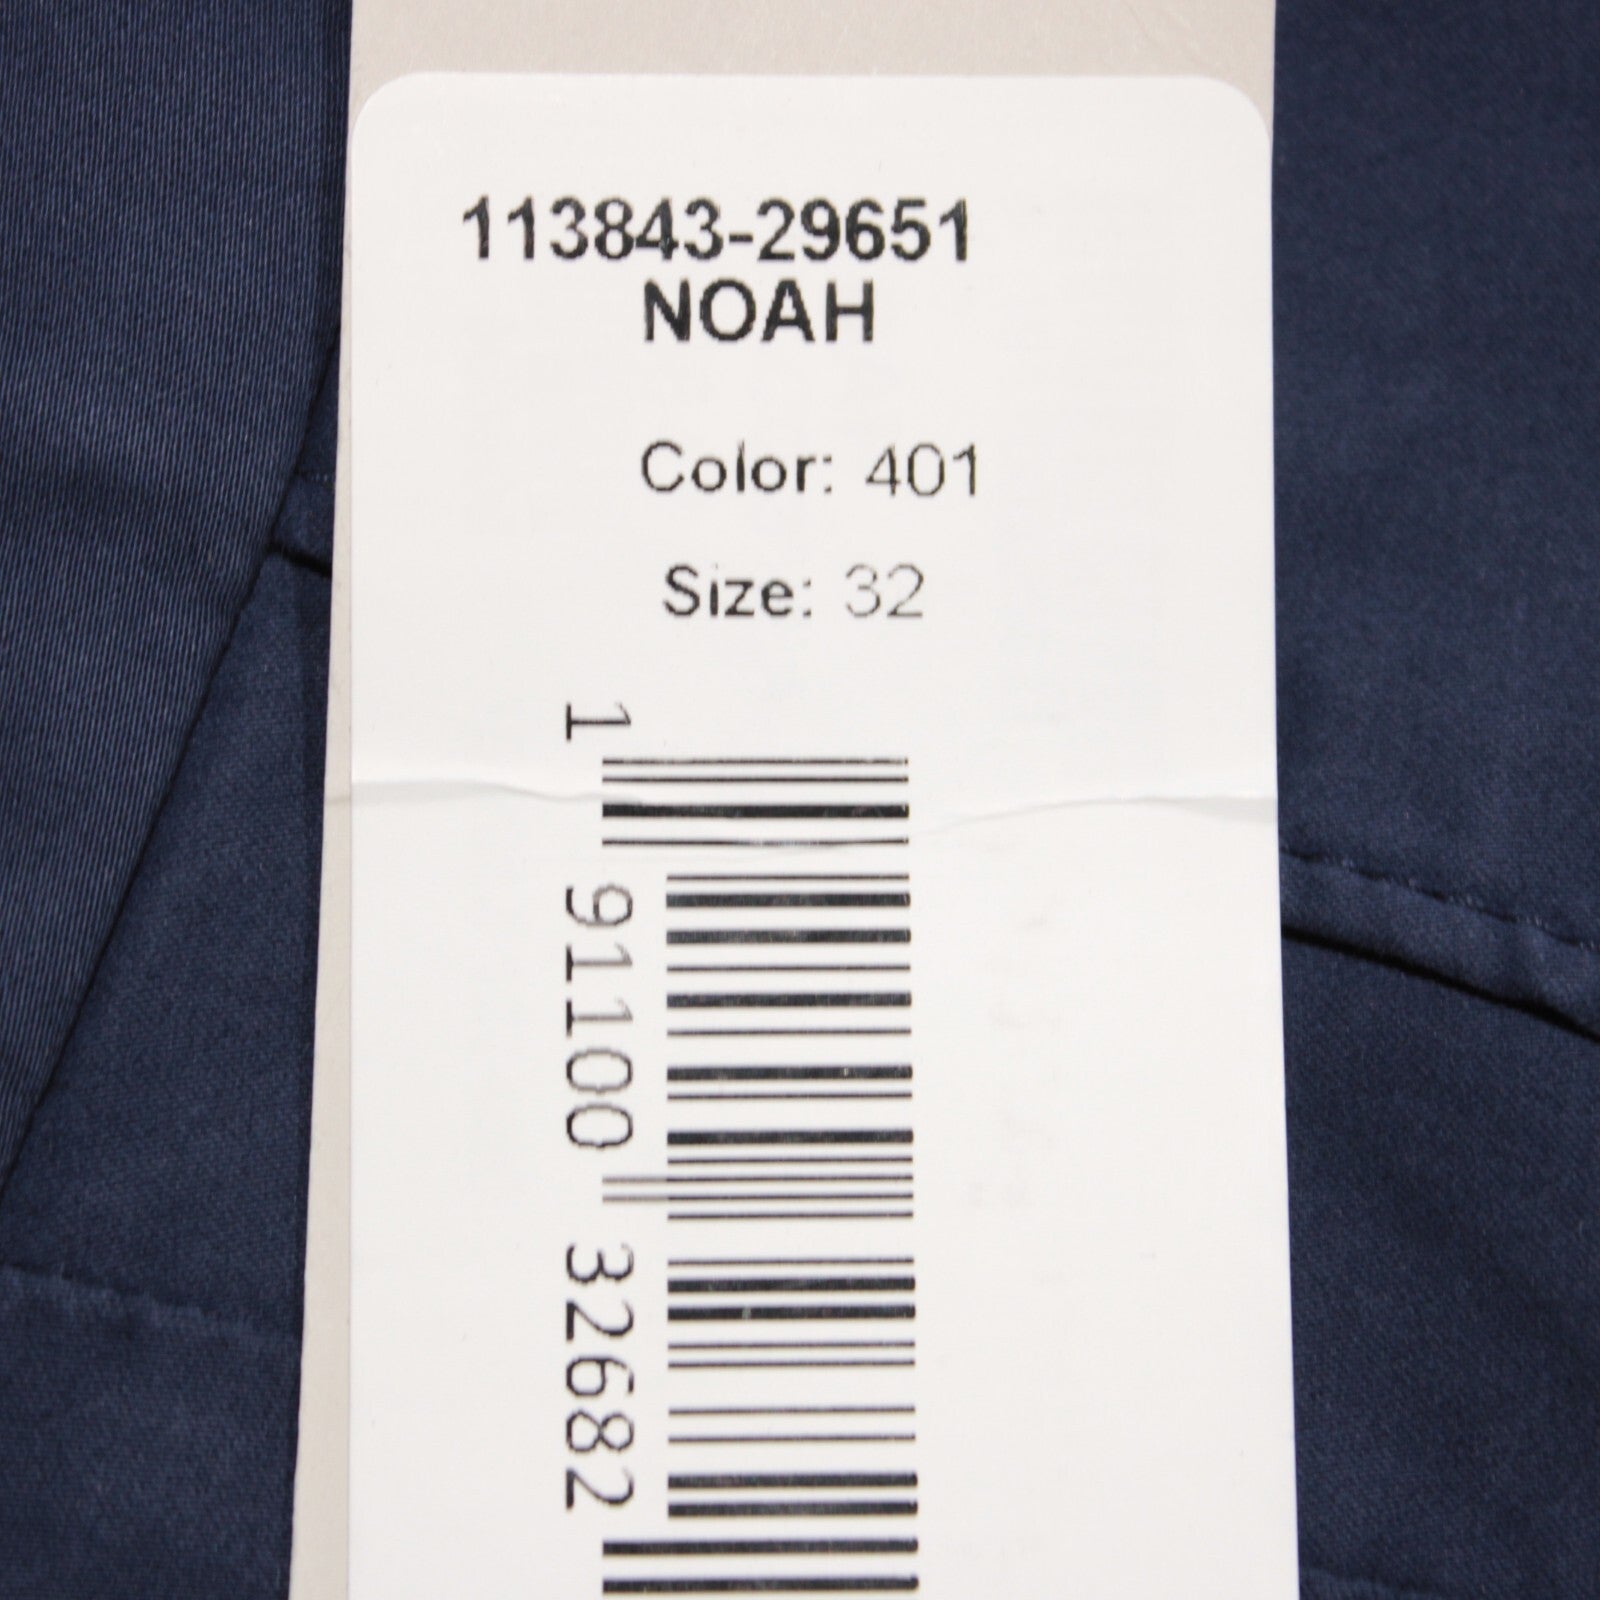 113843-29651
NOAH
Color: 401
Size: 32
1 91100 32682